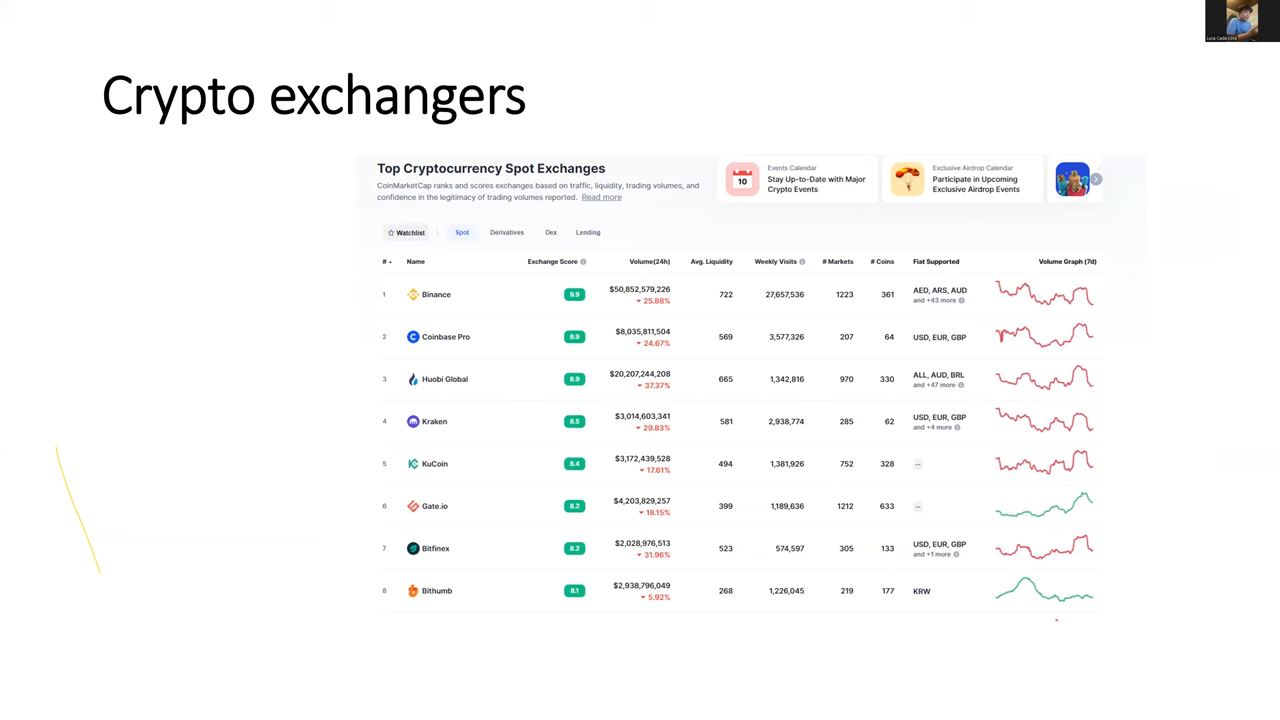 Crypto exchangers
Top Cryptocurrency Spot Exchanges
CoinMarketCap ranks and scores exchanges based on traffic, liquidity, trading volumes, and
confidence in the legitimacy of trading volumes reported. Read more
10
Events Calendar
Stay Up-to-Date with Major
Crypto Events
Exclusive Airdrop Calendar
Participate in Upcoming
Exclusive Airdrop Events
Watchlist Spot Derivatives Dex Lending
# Name Exchange Score Volume(24h) Avg. Liquidity Weekly Visits # Markets # Coins Fiat Supported Volume Graph (7d)
1 Binance 9.9 $50,852,579,226 25.88% 722 27,657,536 1223 361 AED, ARS, AUD and +43 more
2 Coinbase Pro 8.9 $8,035,811,504 24.67% 569 3,577,326 207 64 USD, EUR, GBP
3 Huobi Global 8.9 $20,207,244,208 37.37% 665 1,342,816 970 330 ALL, AUD, BRL and +47 more
4 Kraken 8.5 $3,014,603,341 29.83% 581 2,938,774 285 62 USD, EUR, GBP and +4 more
5 KuCoin 8.4 $3,172,439,528 17.61% 494 1,381,926 752 328 --
6 Gate.io 8.2 $4,203,829,257 18.15% 399 1,189,636 1212 633 --
7 Bitfinex 8.2 $2,028,976,513 31.96% 523 574,597 305 133 USD, EUR, GBP and +1 more
8 Bithumb 8.1 $2,938,796,049 5.92% 268 1,226,045 219 177 KRW